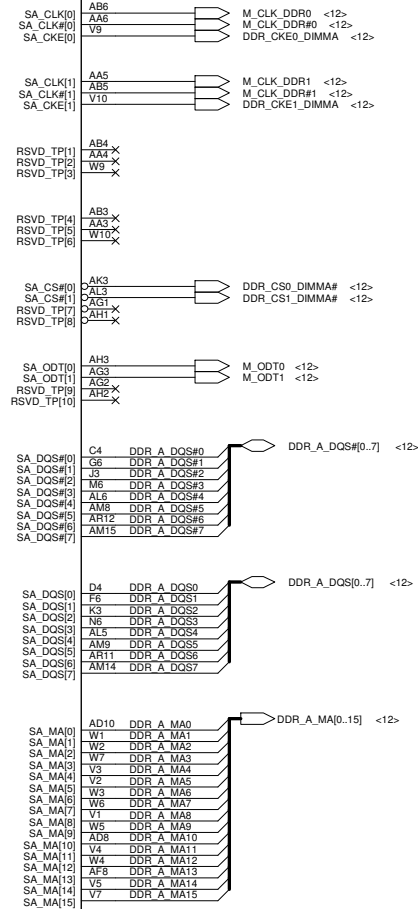 SA_CLK[0] AB6 M_CLK_DDR0 <12>
SA_CLK#[0] AA6 M_CLK_DDR#0 <12>
SA_CKE[0] V9 DDR_CKE0_DIMMA <12>
SA_CLK[1] AA5 M_CLK_DDR1 <12>
SA_CLK#[1] AB5 M_CLK_DDR#1 <12>
SA_CKE[1] V10 DDR_CKE1_DIMMA <12>
RSVD_TP[1] AB4
RSVD_TP[2] AA4
RSVD_TP[3] W9
RSVD_TP[4] AB3
RSVD_TP[5] AA3
RSVD_TP[6] W10
SA_CS#[0] AK3 DDR_CS0_DIMMA# <12>
SA_CS#[1] AL3 DDR_CS1_DIMMA# <12>
RSVD_TP[7] AG1
RSVD_TP[8] AH1
SA_ODT[0] AH3 M_ODT0 <12>
SA_ODT[1] AG3 M_ODT1 <12>
RSVD_TP[9] AG2
RSVD_TP[10] AH2
DDR_A_DQS#[0..7] <12>
SA_DQS#[0] C4 DDR_A_DQS#0
SA_DQS#[1] G6 DDR_A_DQS#1
SA_DQS#[2] J3 DDR_A_DQS#2
SA_DQS#[3] M6 DDR_A_DQS#3
SA_DQS#[4] AL6 DDR_A_DQS#4
SA_DQS#[5] AM8 DDR_A_DQS#5
SA_DQS#[6] AR12 DDR_A_DQS#6
SA_DQS#[7] AM15 DDR_A_DQS#7
DDR_A_DQS[0..7] <12>
SA_DQS[0] D4 DDR_A_DQS0
SA_DQS[1] F6 DDR_A_DQS1
SA_DQS[2] K3 DDR_A_DQS2
SA_DQS[3] N6 DDR_A_DQS3
SA_DQS[4] AL5 DDR_A_DQS4
SA_DQS[5] AM9 DDR_A_DQS5
SA_DQS[6] AR11 DDR_A_DQS6
SA_DQS[7] AM14 DDR_A_DQS7
DDR_A_MA[0..15] <12>
SA_MA[0] AD10 DDR_A_MA0
SA_MA[1] W1 DDR_A_MA1
SA_MA[2] W2 DDR_A_MA2
SA_MA[3] W7 DDR_A_MA3
SA_MA[4] V3 DDR_A_MA4
SA_MA[5] V2 DDR_A_MA5
SA_MA[6] W3 DDR_A_MA6
SA_MA[7] W6 DDR_A_MA7
SA_MA[8] V1 DDR_A_MA8
SA_MA[9] W5 DDR_A_MA9
SA_MA[10] AD8 DDR_A_MA10
SA_MA[11] V4 DDR_A_MA11
SA_MA[12] W4 DDR_A_MA12
SA_MA[13] AF8 DDR_A_MA13
SA_MA[14] V5 DDR_A_MA14
SA_MA[15] V7 DDR_A_MA15